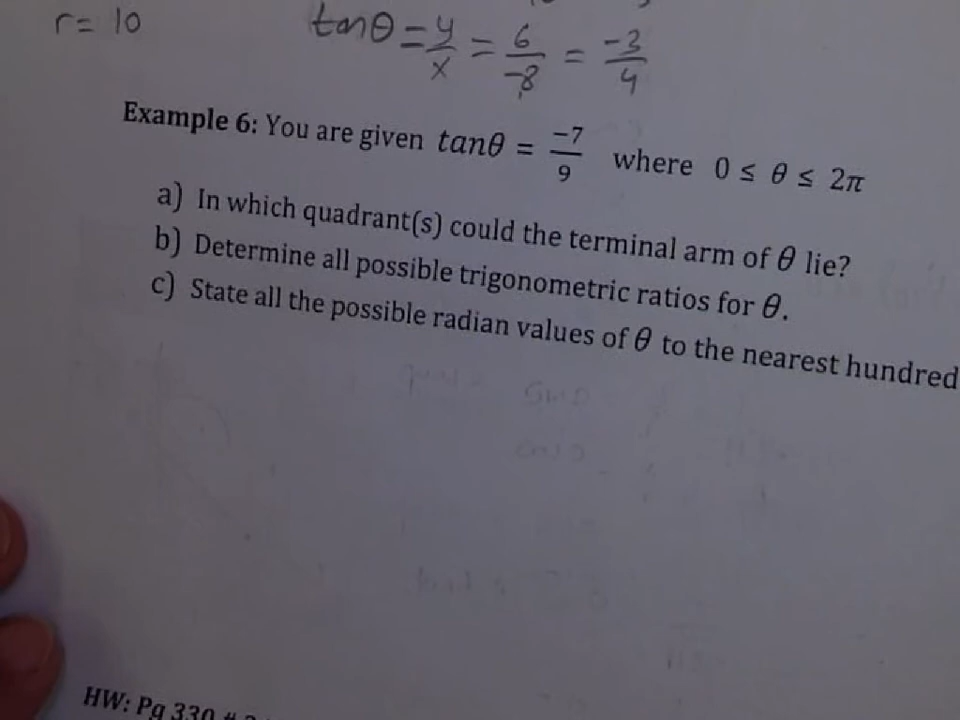 r= 10
tanθ = y/x = 6/-8 = -3/4
Example 6: You are given tanθ = -7/9 where 0 ≤ θ ≤ 2π
a) In which quadrant(s) could the terminal arm of θ lie?
b) Determine all possible trigonometric ratios for θ.
c) State all the possible radian values of θ to the nearest hundred
HW: Pg 330 #